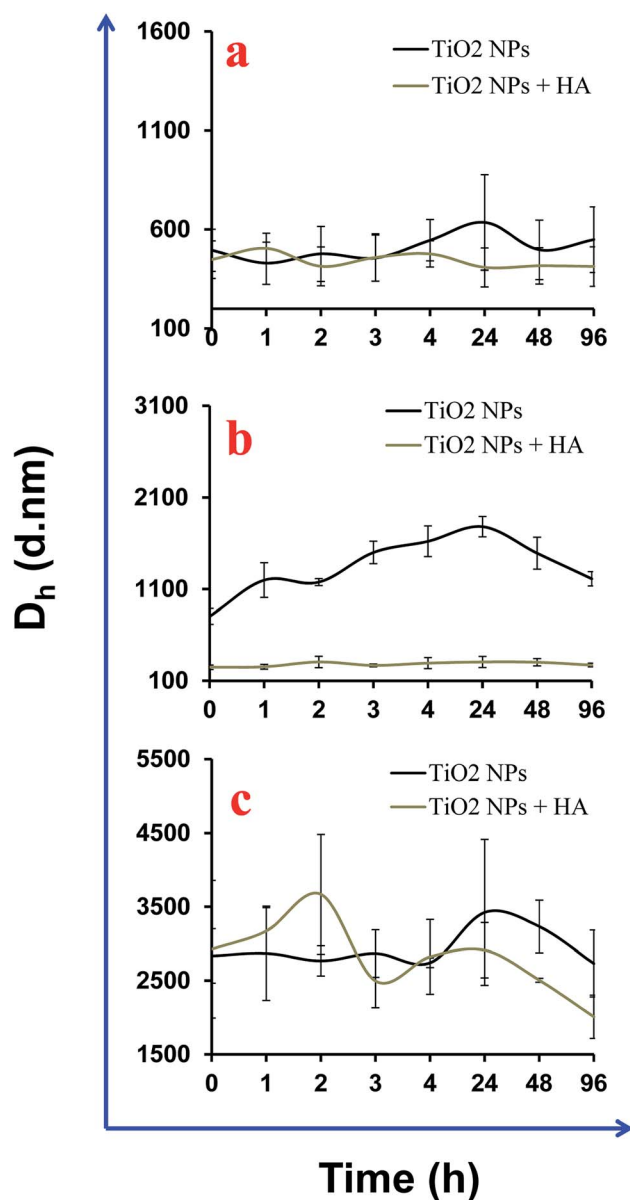 D_h (d.nm)
a
TiO2 NPs
TiO2 NPs + HA
1600
1100
600
100
0 1 2 3 4 24 48 96
b
TiO2 NPs
TiO2 NPs + HA
3100
2100
1100
100
0 1 2 3 4 24 48 96
c
TiO2 NPs
TiO2 NPs + HA
5500
4500
3500
2500
1500
0 1 2 3 4 24 48 96
Time (h)